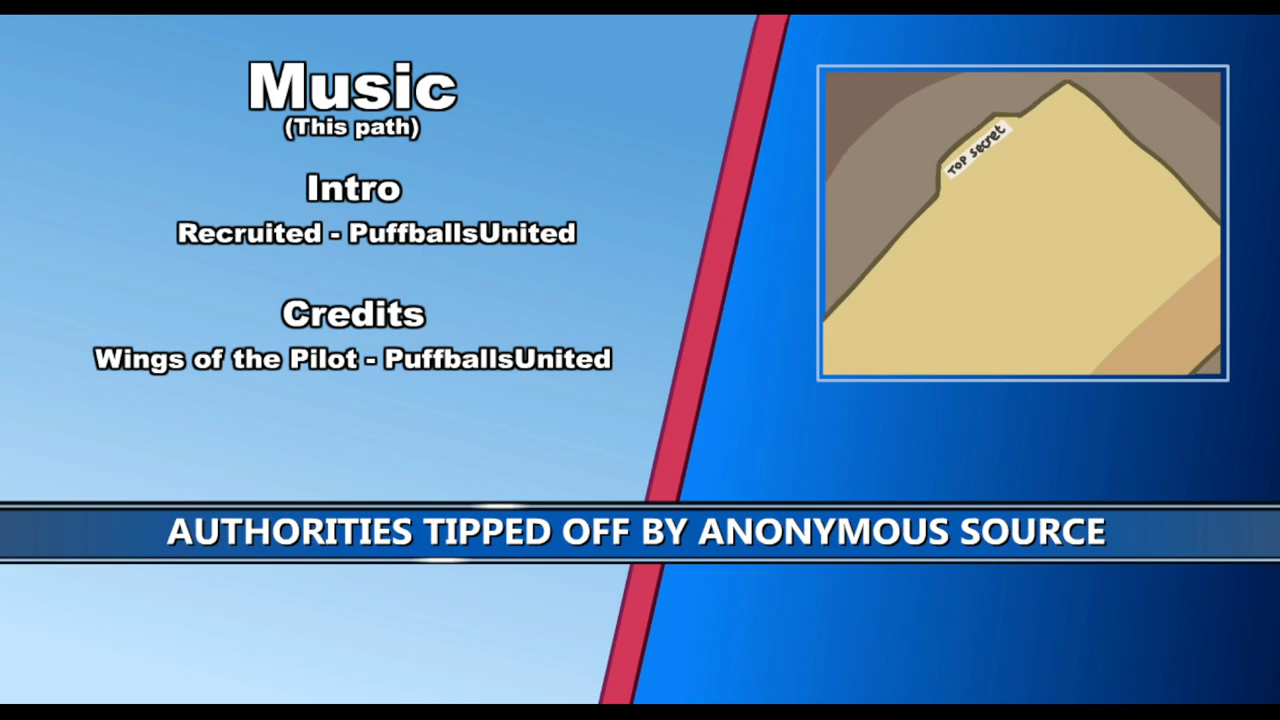 Music
(This path)
Intro
Recruited - PuffballsUnited
Credits
Wings of the Pilot - PuffballsUnited
TOP SECRET
AUTHORITIES TIPPED OFF BY ANONYMOUS SOURCE